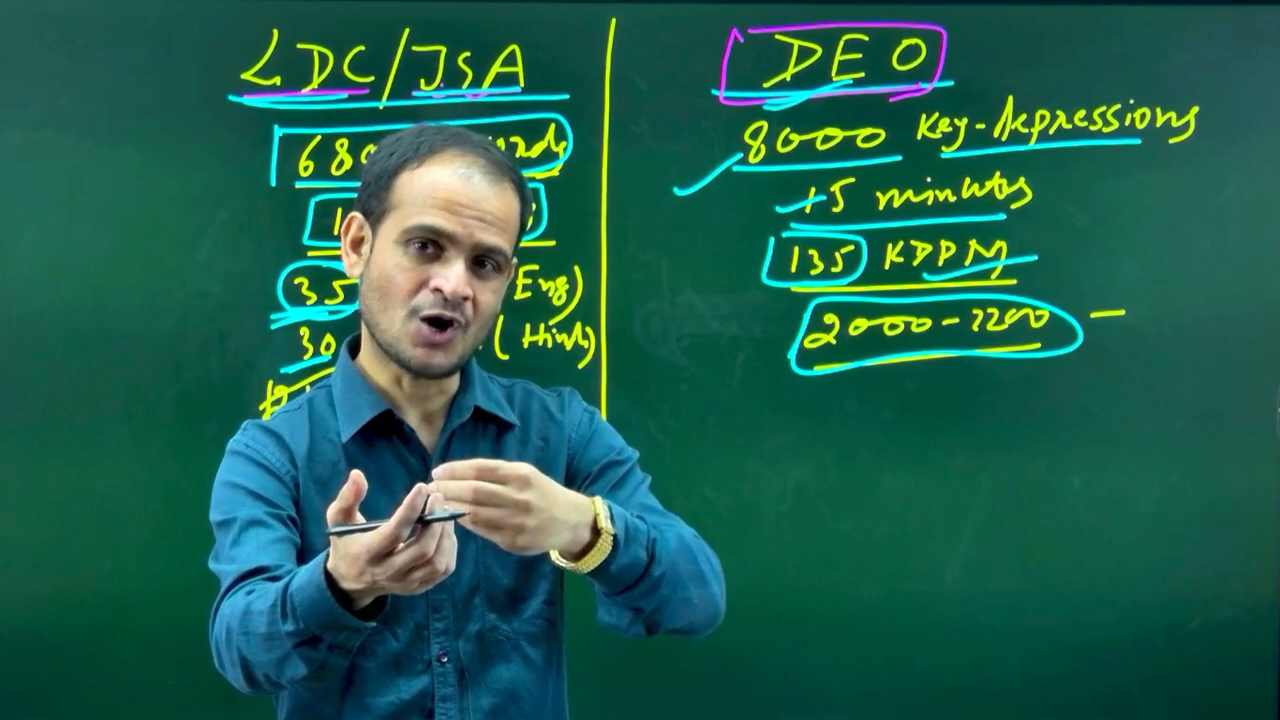 LDC/JSA
35 Eng)
30 (Hindi)
DEO
8000 Key-Depressions
15 minutes
135 KDPM
2000-2200 -